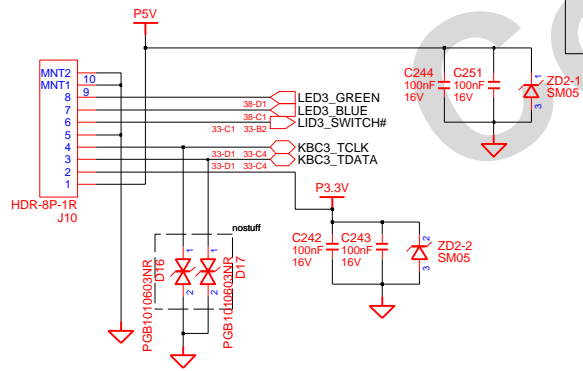 P5V
MNT2
MNT1
10
9
8
7
6
5
4
3
2
1
HDR-8P-1R
J10
LED3_GREEN
38-D1
LED3_BLUE
38-C1
LID3_SWITCH#
33-C1 33-B2
KBC3_TCLK
33-D1 33-C4
KBC3_TDATA
33-D1 33-C4
C244
100nF
16V
C251
100nF
16V
1
ZD2-1
SM05
3
P3.3V
C242
100nF
16V
C243
100nF
16V
2
ZD2-2
SM05
3
nostuff
1
D16
2
PGB1010603NR
1
D17
2
PGB1010603NR